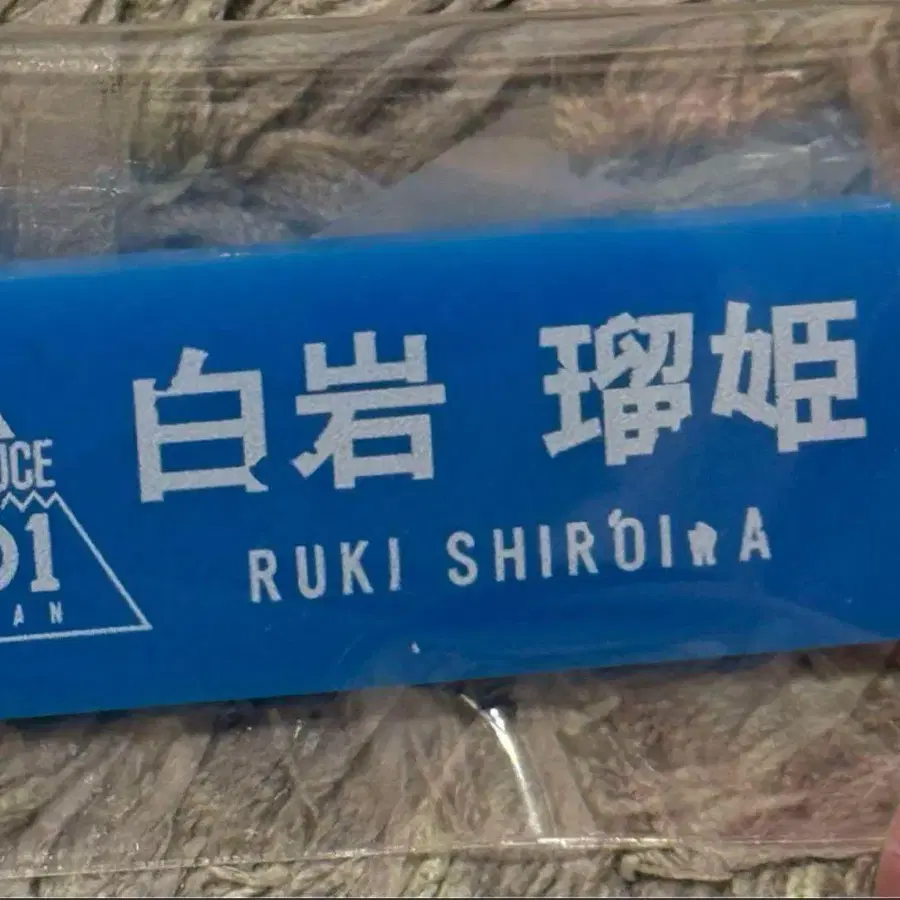 白岩 瑠姫
RUKI SHIROIWA
UCE
01
AN